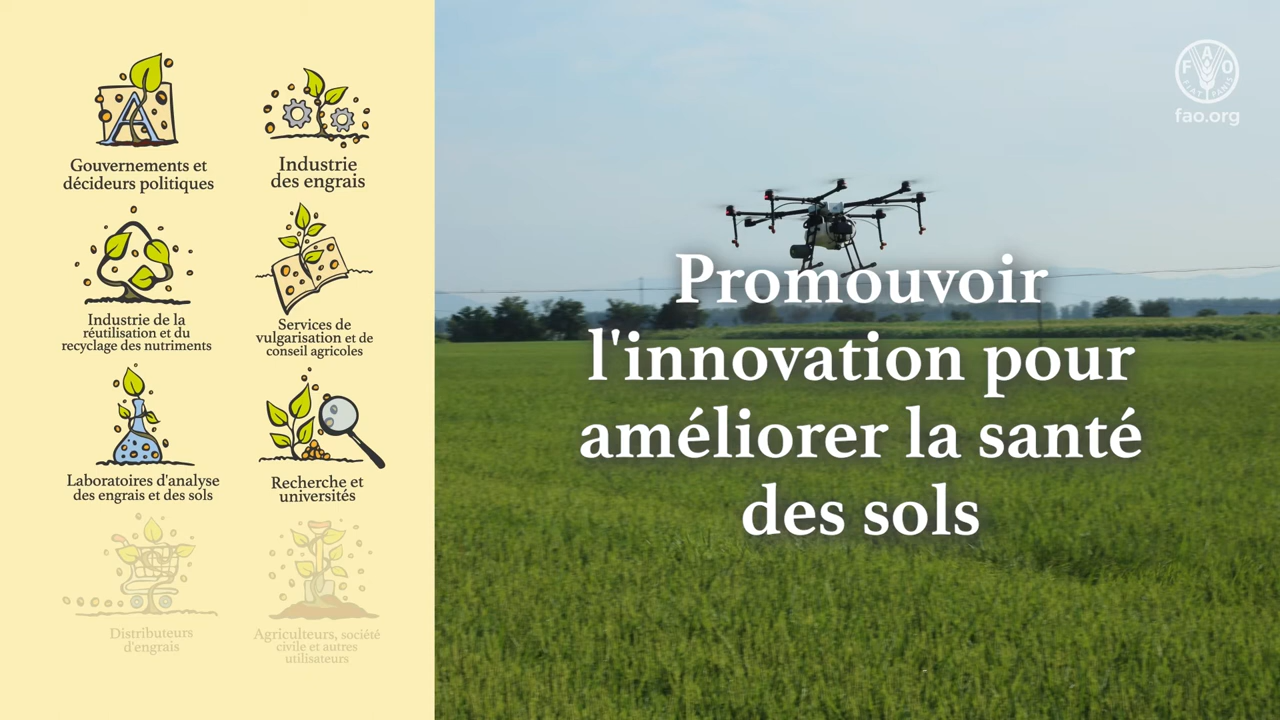 Gouvernements et
décideurs politiques
Industrie
des engrais
Industrie de la
réutilisation et du
recyclage des nutriments
Services de
vulgarisation et de
conseil agricoles
Laboratoires d'analyse
des engrais et des sols
Recherche et
universités
Distributeurs
d'engrais
Agriculteurs, société
civile et autres
utilisateurs
F A O
FIAT PANIS
fao.org
Promouvoir
l'innovation pour
améliorer la santé
des sols